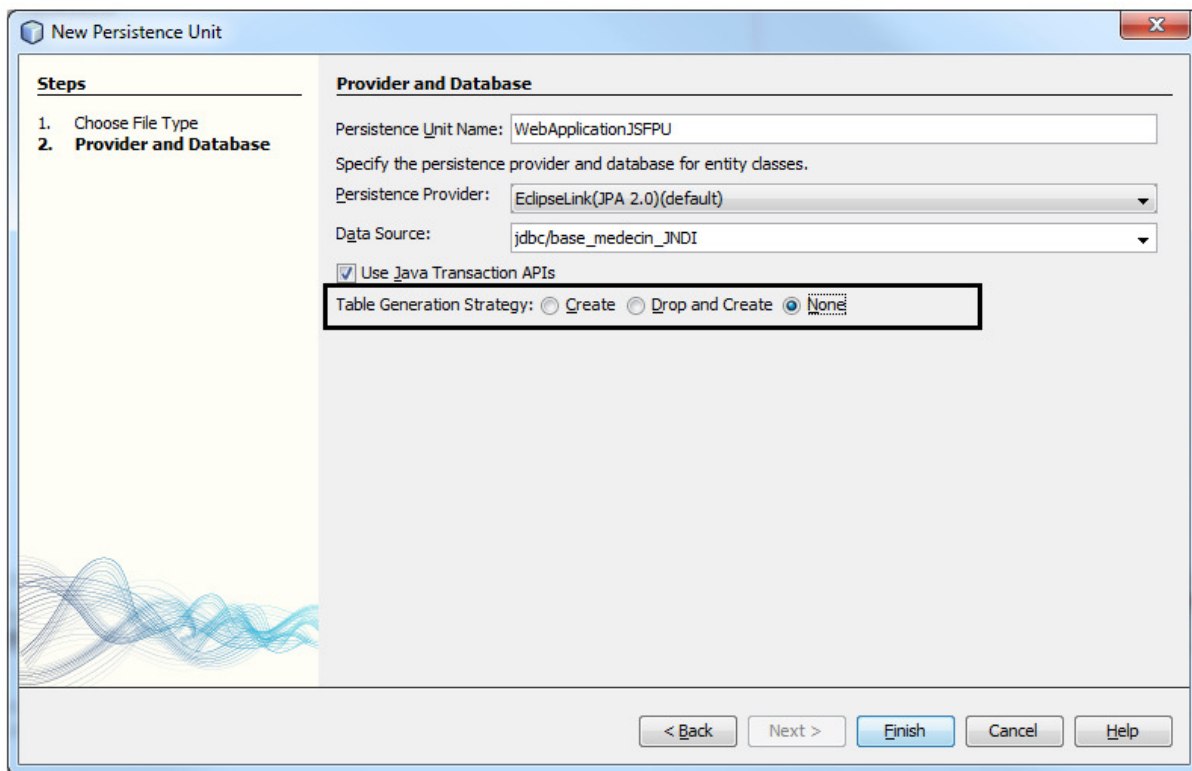 New Persistence Unit
Steps
1. Choose File Type
2. Provider and Database
Provider and Database
Persistence Unit Name: WebApplicationJSFPU
Specify the persistence provider and database for entity classes.
Persistence Provider: EclipseLink(JPA 2.0)(default)
Data Source: jdbc/base_medecin_JNDI
Use Java Transaction APIs
Table Generation Strategy: Create Drop and Create None
< Back Next > Finish Cancel Help